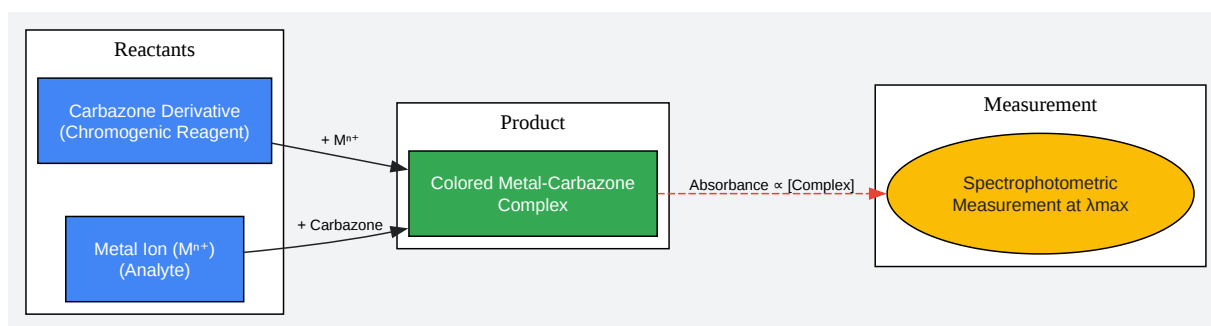 Reactants
Carbazone Derivative
(Chromogenic Reagent)
+ Mⁿ⁺
Metal Ion (Mⁿ⁺)
(Analyte)
+ Carbazone
Product
Colored Metal-Carbazone
Complex
Absorbance ∝ [Complex]
Measurement
Spectrophotometric
Measurement at λmax